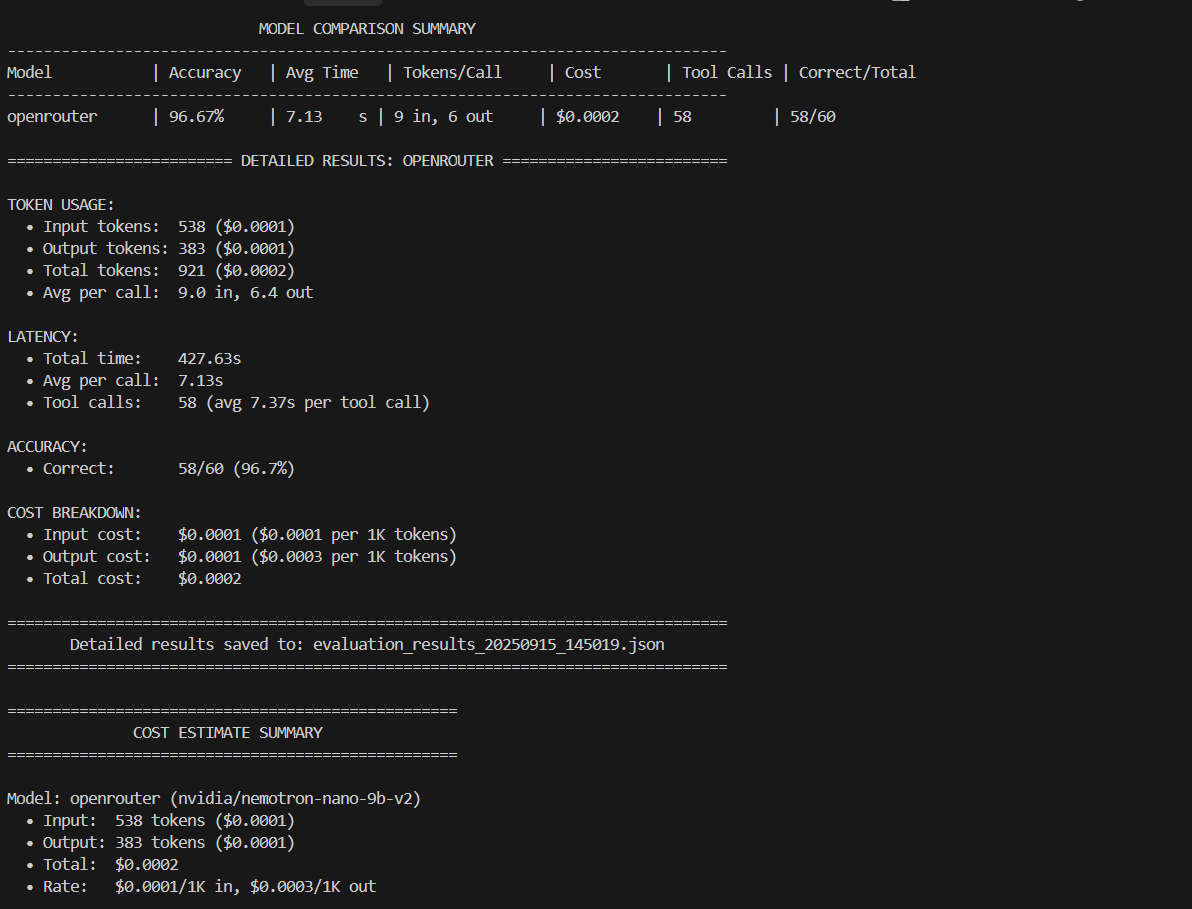 MODEL COMPARISON SUMMARY
--------------------------------------------------------------------------------
Model | Accuracy | Avg Time | Tokens/Call | Cost | Tool Calls | Correct/Total
--------------------------------------------------------------------------------
openrouter | 96.67% | 7.13 s | 9 in, 6 out | $0.0002 | 58 | 58/60
========================= DETAILED RESULTS: OPENROUTER =========================
TOKEN USAGE:
• Input tokens: 538 ($0.0001)
• Output tokens: 383 ($0.0001)
• Total tokens: 921 ($0.0002)
• Avg per call: 9.0 in, 6.4 out
LATENCY:
• Total time: 427.63s
• Avg per call: 7.13s
• Tool calls: 58 (avg 7.37s per tool call)
ACCURACY:
• Correct: 58/60 (96.7%)
COST BREAKDOWN:
• Input cost: $0.0001 ($0.0001 per 1K tokens)
• Output cost: $0.0001 ($0.0003 per 1K tokens)
• Total cost: $0.0002
================================================================================
Detailed results saved to: evaluation_results_20250915_145019.json
================================================================================
==================================================
COST ESTIMATE SUMMARY
==================================================
Model: openrouter (nvidia/nemotron-nano-9b-v2)
• Input: 538 tokens ($0.0001)
• Output: 383 tokens ($0.0001)
• Total: $0.0002
• Rate: $0.0001/1K in, $0.0003/1K out